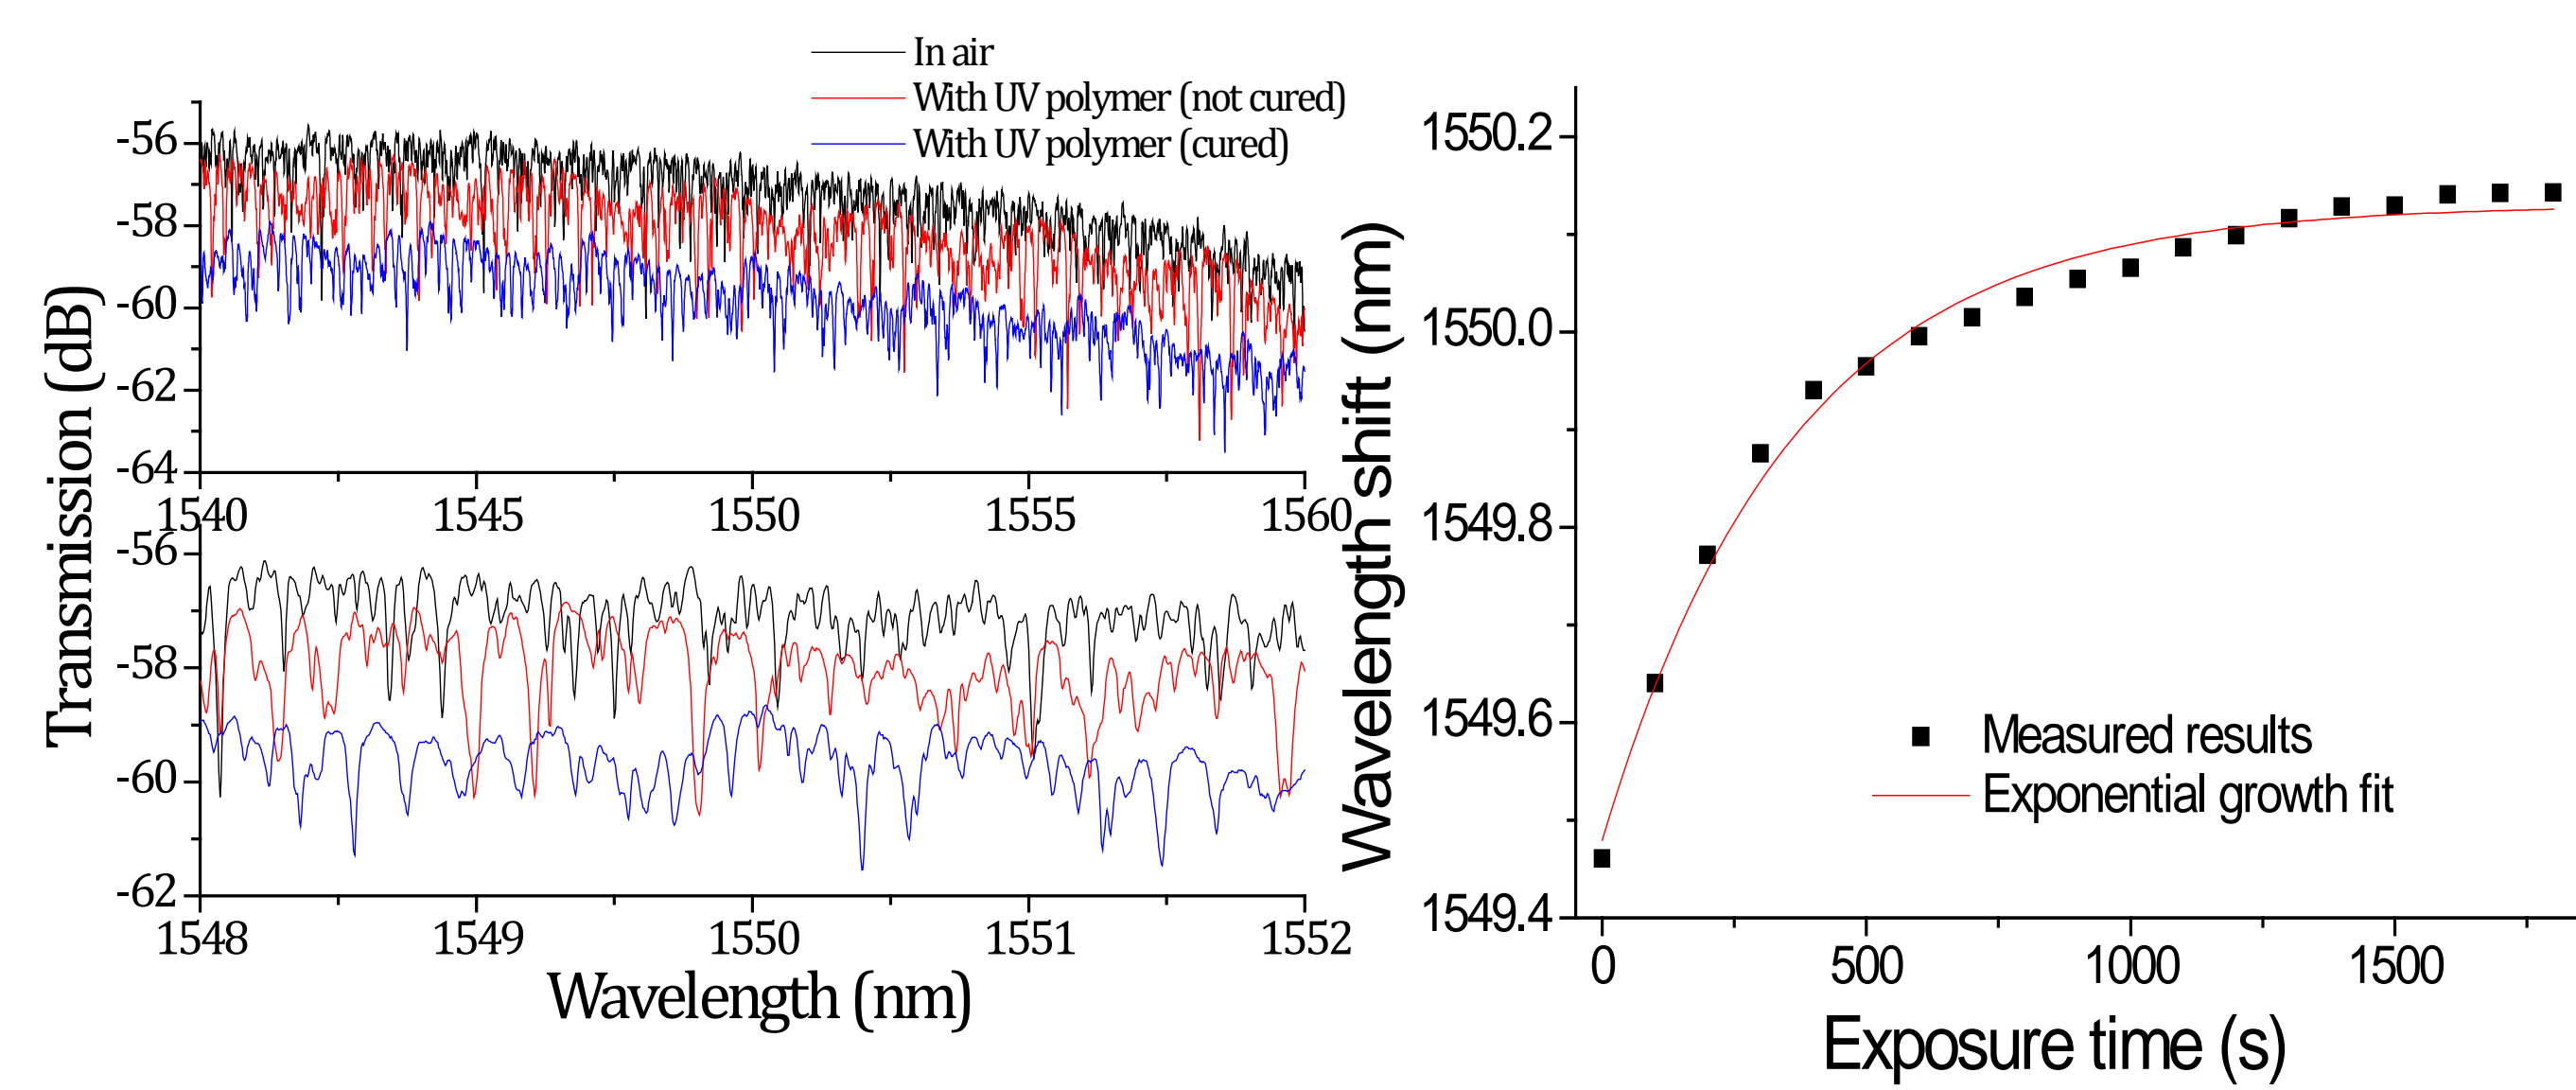 In air
With UV polymer (not cured)
With UV polymer (cured)
Transmission (dB)
-56
-58
-60
-62
-64
1540 1545 1550 1555 1560
-56
-58
-60
-62
1548 1549 1550 1551 1552
Wavelength (nm)
Wavelength shift (nm)
1550.2
1550.0
1549.8
1549.6
1549.4
Measured results
Exponential growth fit
0 500 1000 1500
Exposure time (s)